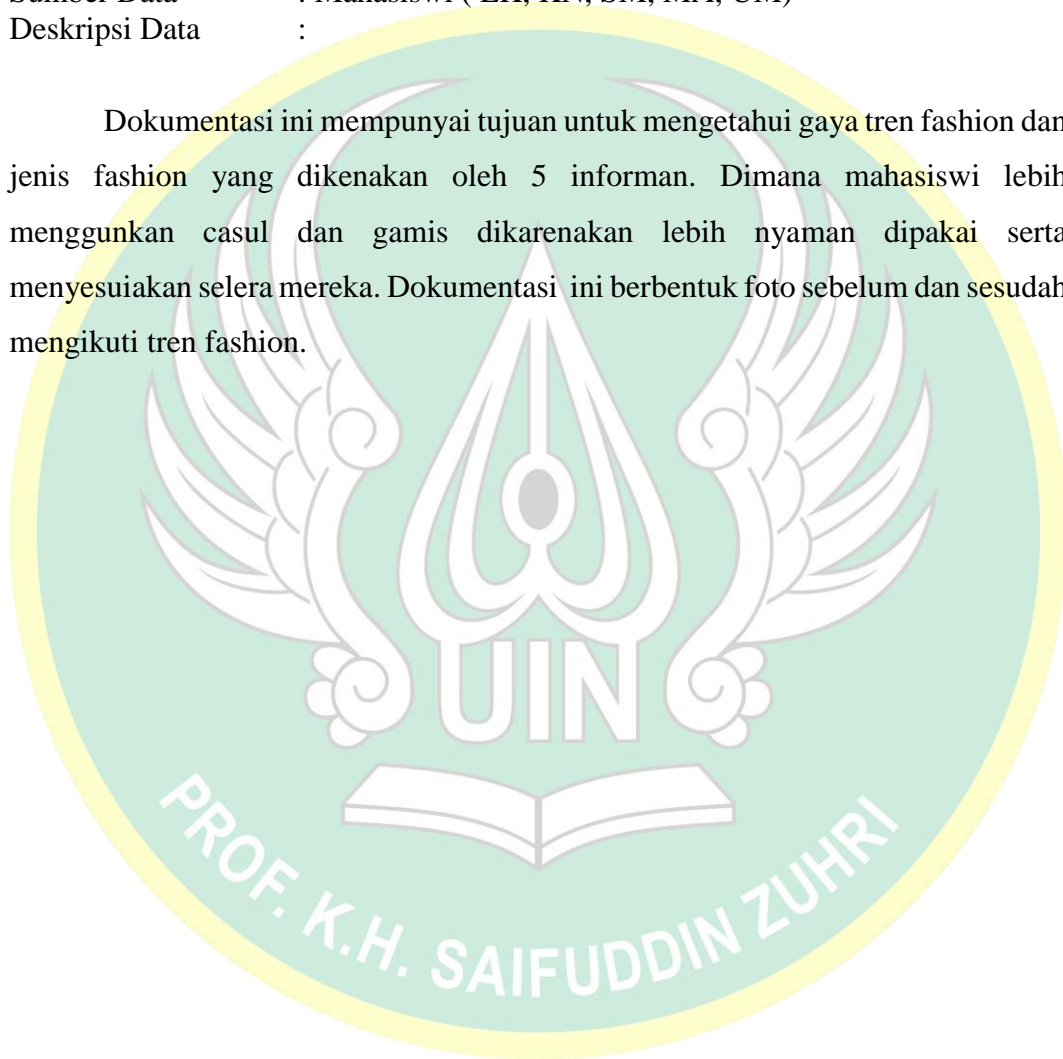 : Mahasiswi (
Deskripsi Data :
Dokumentasi ini mempunyai tujuan untuk mengetahui gaya tren fashion dan
jenis fashion yang dikenakan oleh 5 informan. Dimana mahasiswi lebih
menggunkan casul dan gamis dikarenakan lebih nyaman dipakai serta
menyesuiakan selera mereka. Dokumentasi ini berbentuk foto sebelum dan sesudah
mengikuti tren fashion.
UIN
PROF. K.H. SAIFUDDIN ZUHRI